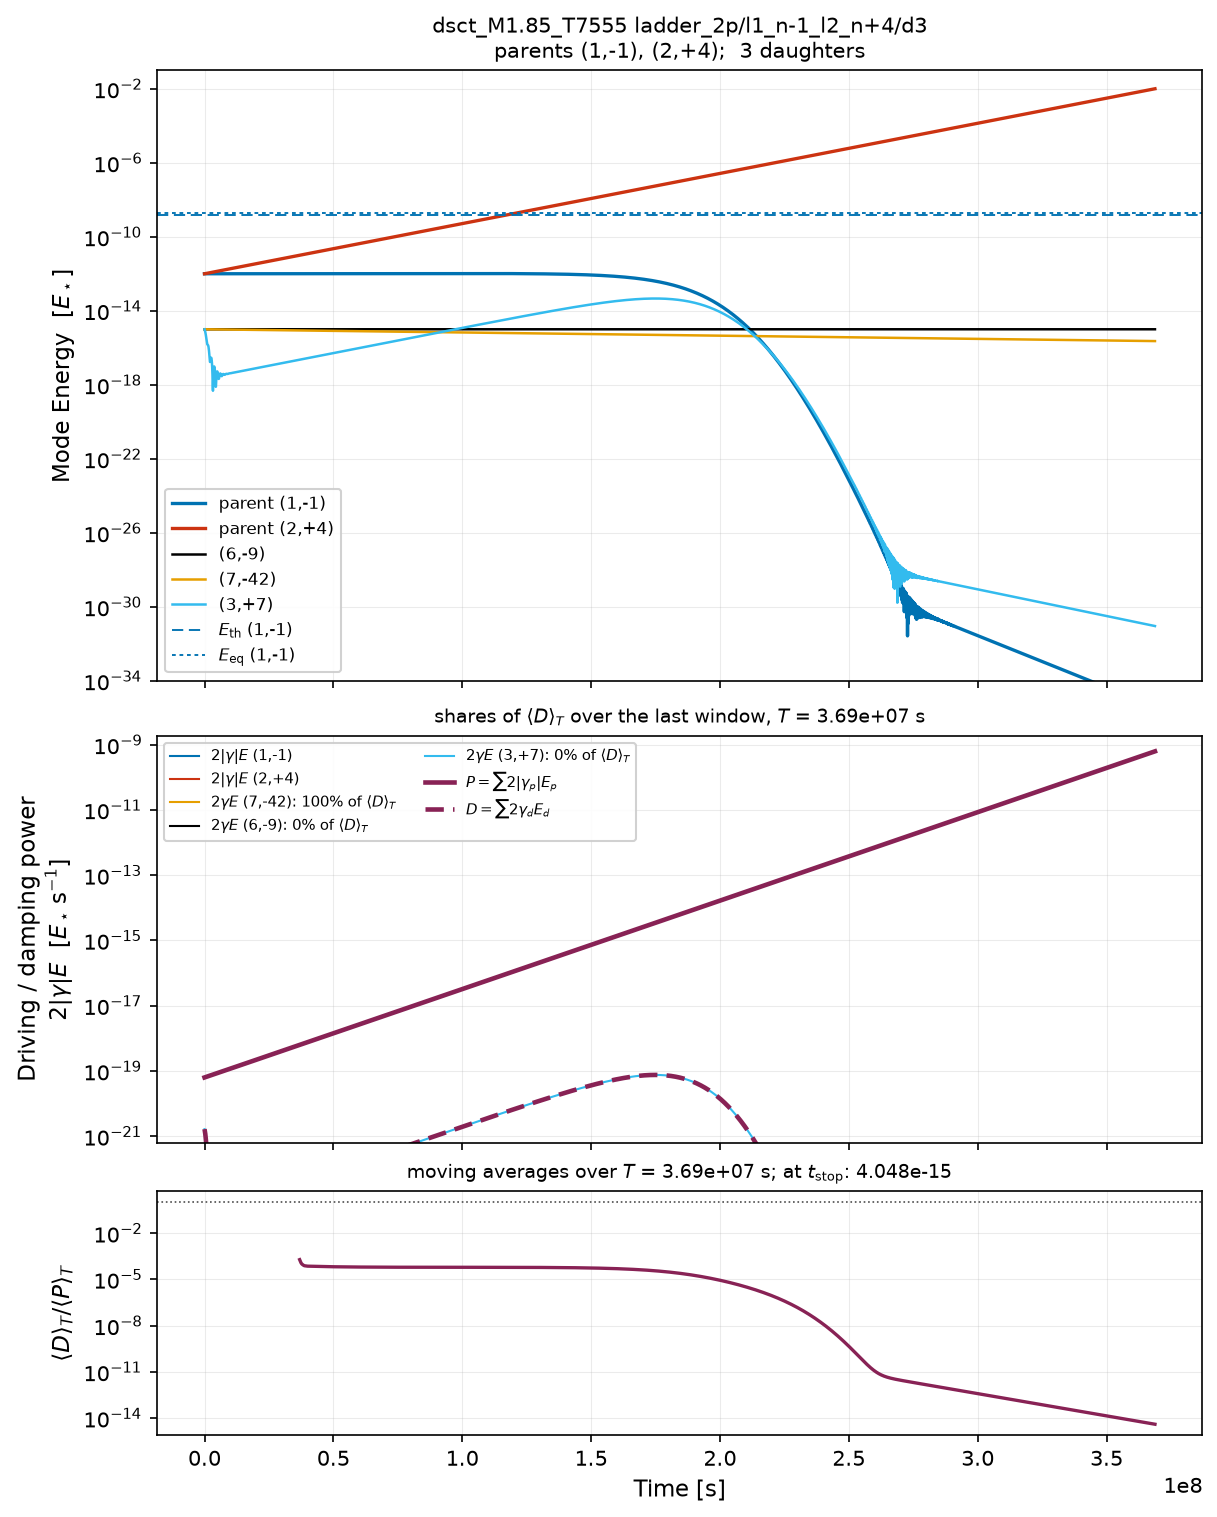 dsct_M1.85_T7555 ladder_2p/l1_n-1_l2_n+4/d3
parents (1,-1), (2,+4);  3 daughters
Mode Energy  [E⋆]
10⁻²
10⁻⁶
10⁻¹⁰
10⁻¹⁴
10⁻¹⁸
10⁻²²
10⁻²⁶
10⁻³⁰
10⁻³⁴
parent (1,-1)
parent (2,+4)
(6,-9)
(7,-42)
(3,+7)
E_th (1,-1)
E_eq (1,-1)
shares of ⟨D⟩_T over the last window, T = 3.69e+07 s
Driving / damping power
2|γ|E  [E⋆ s⁻¹]
10⁻⁹
10⁻¹¹
10⁻¹³
10⁻¹⁵
10⁻¹⁷
10⁻¹⁹
10⁻²¹
2|γ|E (1,-1)
2|γ|E (2,+4)
2γE (7,-42): 100% of ⟨D⟩_T
2γE (6,-9): 0% of ⟨D⟩_T
2γE (3,+7): 0% of ⟨D⟩_T
P = ∑2|γ_p|E_p
D = ∑2γ_dE_d
moving averages over T = 3.69e+07 s; at t_stop: 4.048e-15
⟨D⟩_T/⟨P⟩_T
10⁻²
10⁻⁵
10⁻⁸
10⁻¹¹
10⁻¹⁴
0.0 0.5 1.0 1.5 2.0 2.5 3.0 3.5
1e8
Time [s]